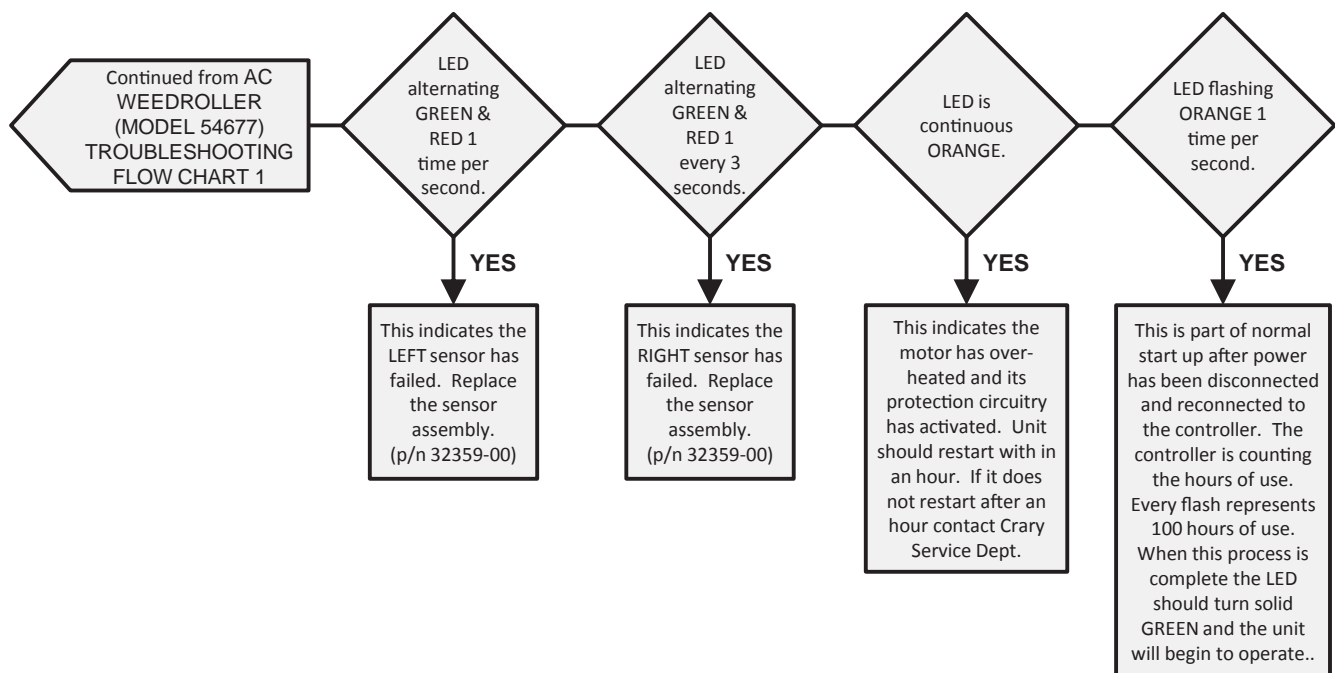 Continued from AC
WEEDROLLER
(MODEL 54677)
TROUBLESHOOTING
FLOW CHART 1
LED
alternating
GREEN &
RED 1
time per
second.
LED
alternating
GREEN &
RED 1
every 3
seconds.
LED is
continuous
ORANGE.
LED flashing
ORANGE 1
time per
second.
YES
YES
YES
YES
This indicates the
LEFT sensor has
failed.  Replace
the sensor
assembly.
(p/n 32359-00)
This indicates the
RIGHT sensor has
failed.  Replace
the sensor
assembly.
(p/n 32359-00)
This indicates the
motor has over-
heated and its
protection circuitry
has activated.  Unit
should restart with in
an hour.  If it does
not restart after an
hour contact Crary
Service Dept.
This is part of normal
start up after power
has been disconnected
and reconnected to
the controller.  The
controller is counting
the hours of use.
Every flash represents
100 hours of use.
When this process is
complete the LED
should turn solid
GREEN and the unit
will begin to operate..